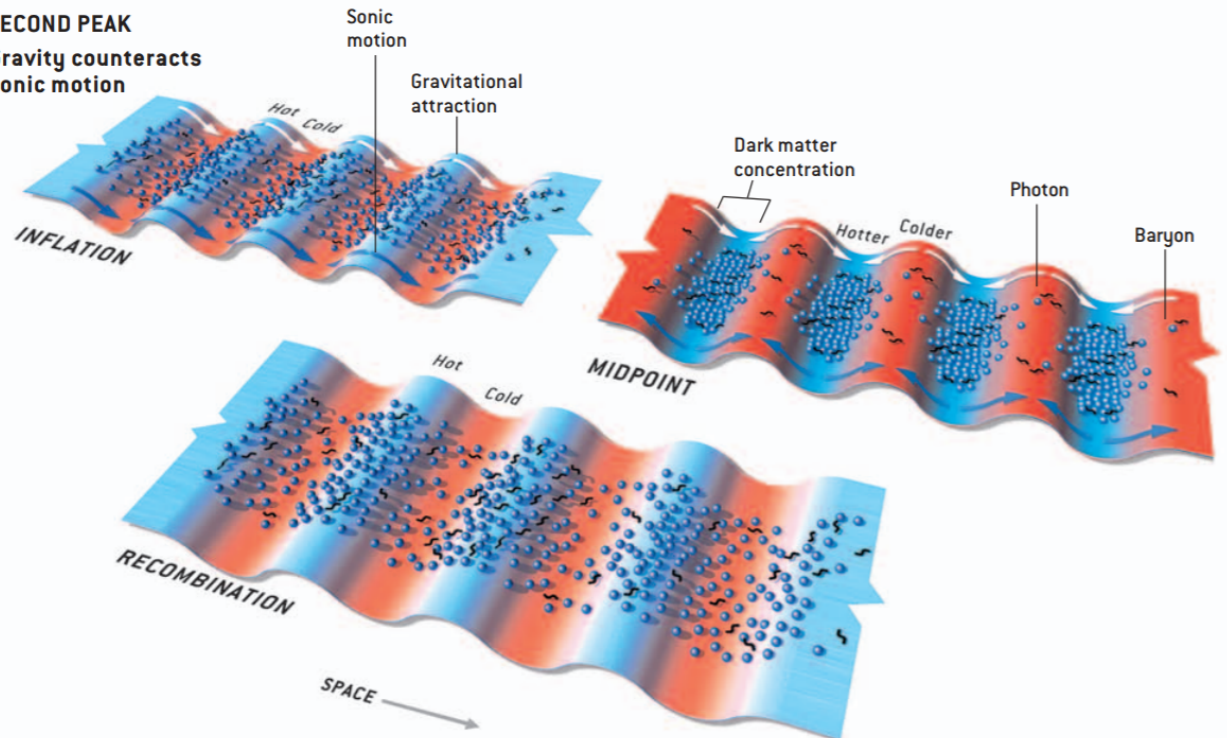 ECOND PEAK
ravity counteracts
onic motion
Sonic
motion
Gravitational
attraction
Hot
Cold
INFLATION
Dark matter
concentration
Photon
Baryon
Hotter
Colder
MIDPOINT
Hot
Cold
RECOMBINATION
SPACE